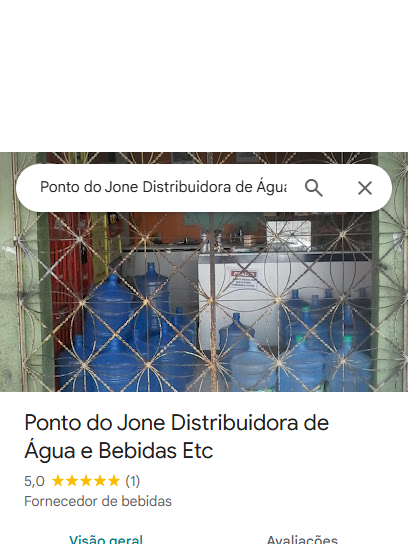 Ponto do Jone Distribuidora de Água
Ponto do Jone Distribuidora de
Água e Bebidas Etc
5,0 (1)
Fornecedor de bebidas
Visão geral Avaliações